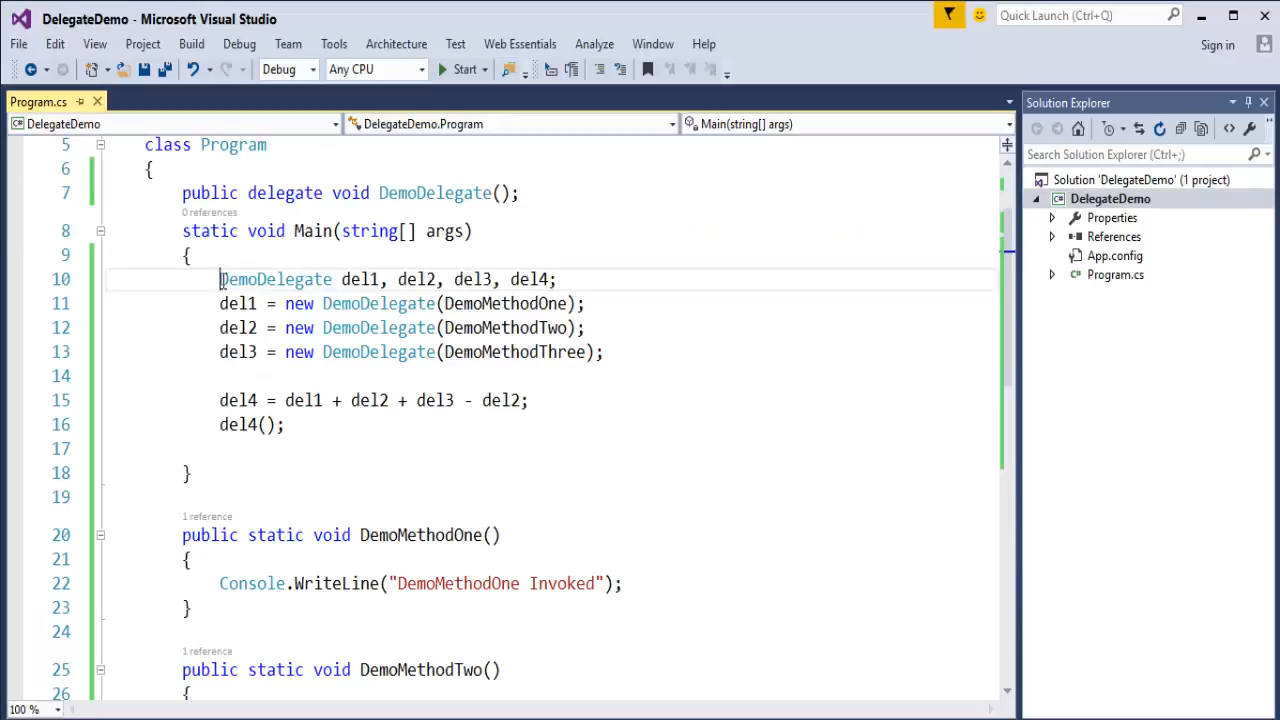 DelegateDemo - Microsoft Visual Studio
Quick Launch (Ctrl+Q)
File Edit View Project Build Debug Team Tools Architecture Test Web Essentials Analyze Window Help
Sign in
Debug Any CPU Start
Program.cs
Solution Explorer
DelegateDemo DelegateDemo.Program Main(string[] args)
Search Solution Explorer (Ctrl+;)
Solution 'DelegateDemo' (1 project)
DelegateDemo
Properties
References
App.config
Program.cs
5 class Program
6 {
7 public delegate void DemoDelegate();
0 references
8 static void Main(string[] args)
9 {
10 DemoDelegate del1, del2, del3, del4;
11 del1 = new DemoDelegate(DemoMethodOne);
12 del2 = new DemoDelegate(DemoMethodTwo);
13 del3 = new DemoDelegate(DemoMethodThree);
14
15 del4 = del1 + del2 + del3 - del2;
16 del4();
17
18 }
19
1 reference
20 public static void DemoMethodOne()
21 {
22 Console.WriteLine("DemoMethodOne Invoked");
23 }
24
1 reference
25 public static void DemoMethodTwo()
26 {
100 %